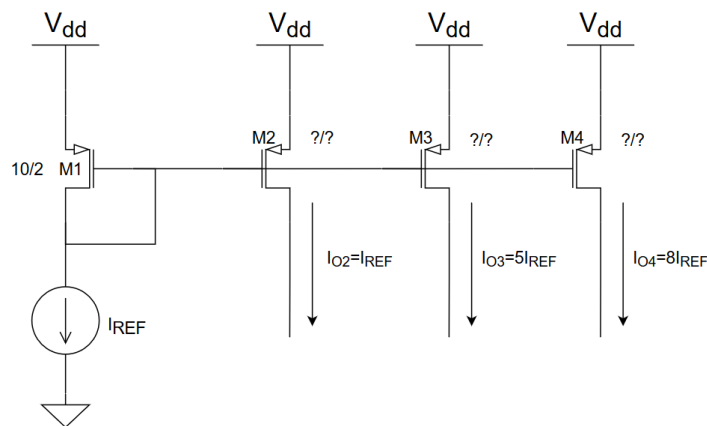 Vdd Vdd Vdd Vdd
10/2 M1 M2 ?/? M3 ?/? M4 ?/?
IO2=IREF IO3=5IREF IO4=8IREF
IREF